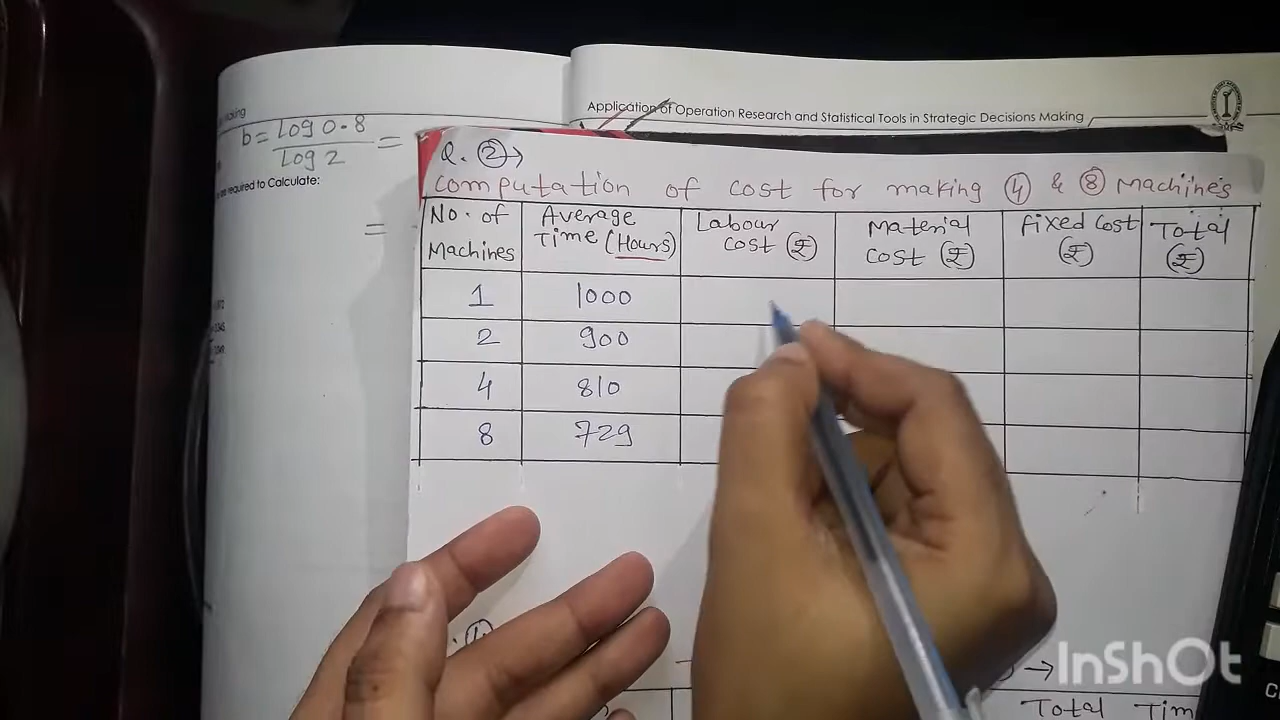 Application of Operation Research and Statistical Tools in Strategic Decisions Making
b = log 0.8 =
log 2
are required to Calculate:
=
Q. ② →
Computation of cost for making ④ & ⑧ Machines
No. of Machines | Average Time (Hours) | Labour cost (₹) | Material cost (₹) | Fixed Cost (₹) | Total (₹)
1 | 1000
2 | 900
4 | 810
8 | 729
InShOt
Total Tim